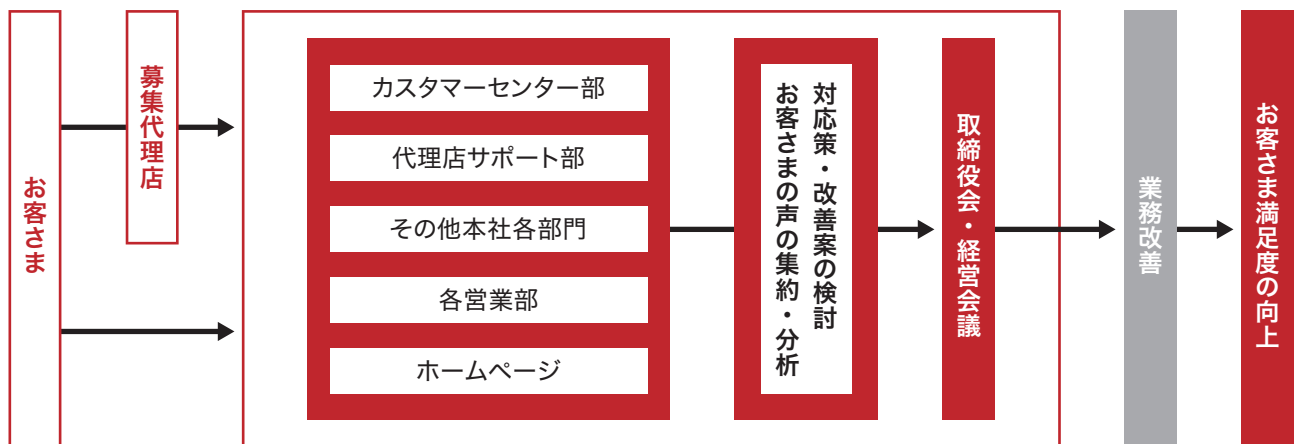 お客さま
募集代理店
カスタマーセンター部
代理店サポート部
その他本社各部門
各営業部
ホームページ
対応策・改善案の検討
お客さまの声の集約・分析
取締役会・経営会議
業務改善
お客さま満足度の向上